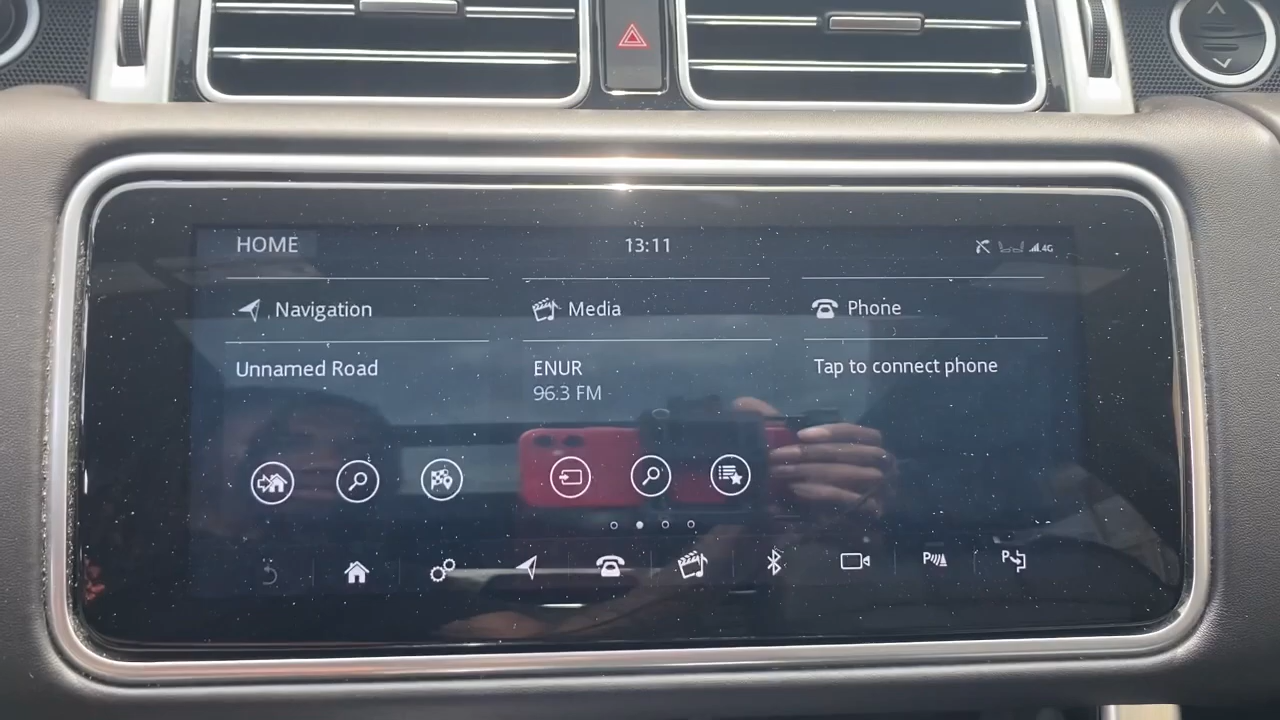 HOME
13:11
4G
Navigation
Media
Phone
Unnamed Road
ENUR
96.3 FM
Tap to connect phone
P
P